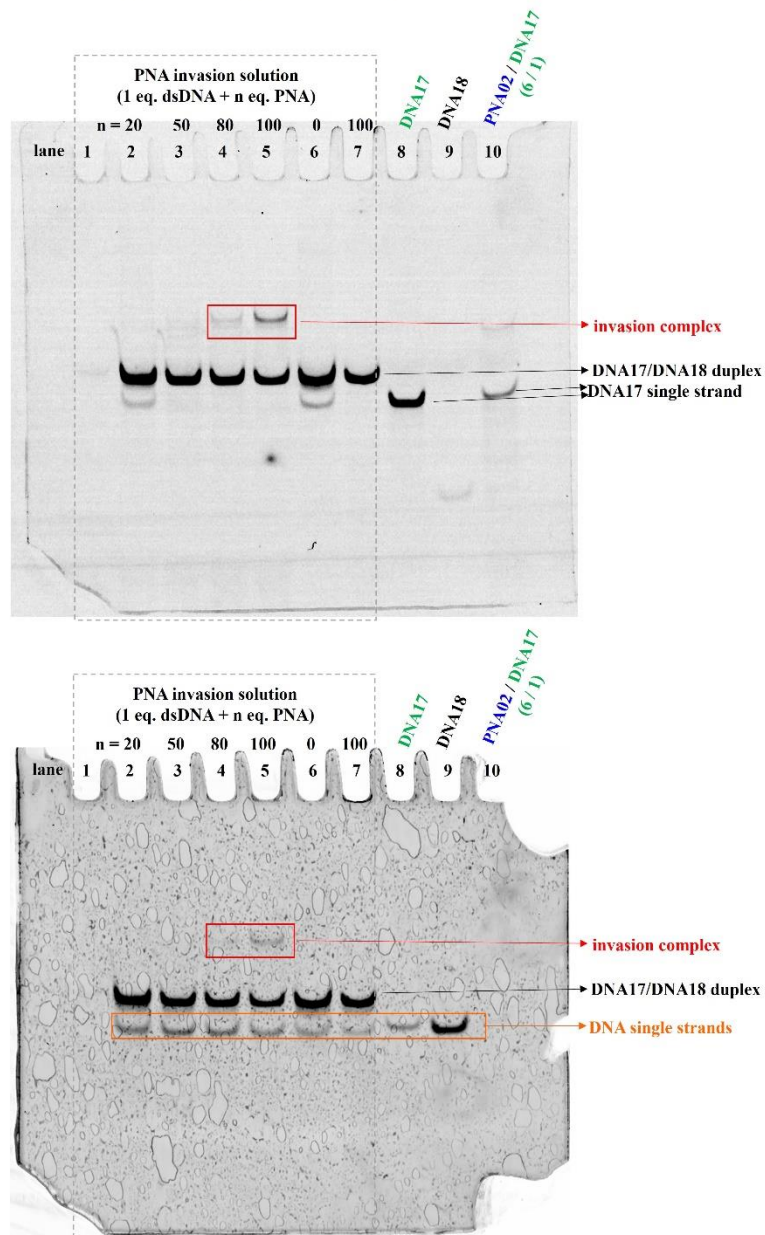 PNA invasion solution
(1 eq. dsDNA + n eq. PNA)
DNA17
DNA18
PNA02 / DNA17
(6 / 1)
n = 20 50 80 100 0 100
lane 1 2 3 4 5 6 7 8 9 10
invasion complex
DNA17/DNA18 duplex
DNA17 single strand
PNA invasion solution
(1 eq. dsDNA + n eq. PNA)
DNA17
DNA18
PNA02 / DNA17
(6 / 1)
n = 20 50 80 100 0 100
lane 1 2 3 4 5 6 7 8 9 10
invasion complex
DNA17/DNA18 duplex
DNA single strands